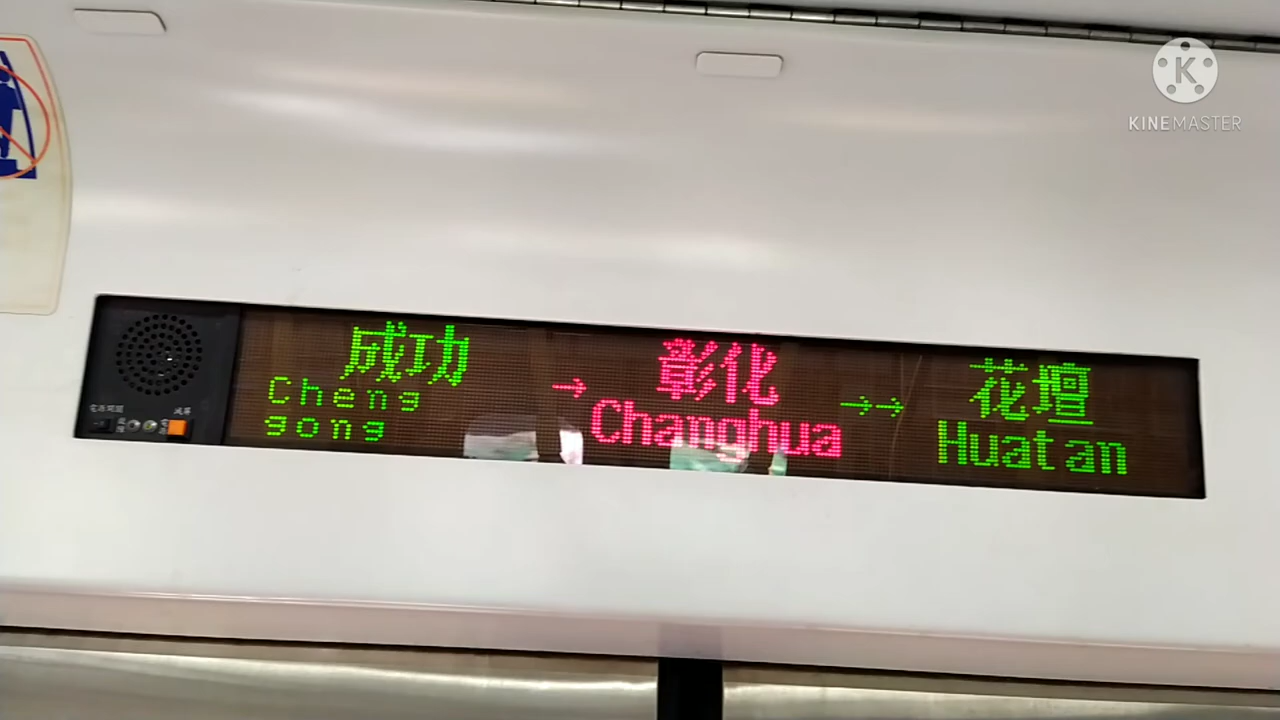 KINEMASTER
成功
Cheng
gong
→
彰化
Changhua
→→
花壇
Huatan